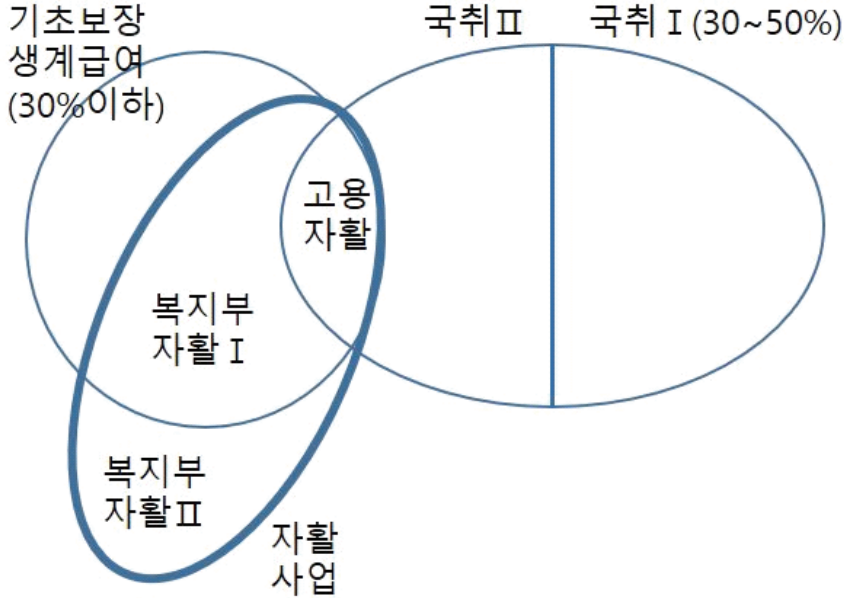 기초보장
생계급여
(30%이하)
국취Ⅱ
국취Ⅰ(30~50%)
고용
자활
복지부
자활Ⅰ
복지부
자활Ⅱ
자활
사업